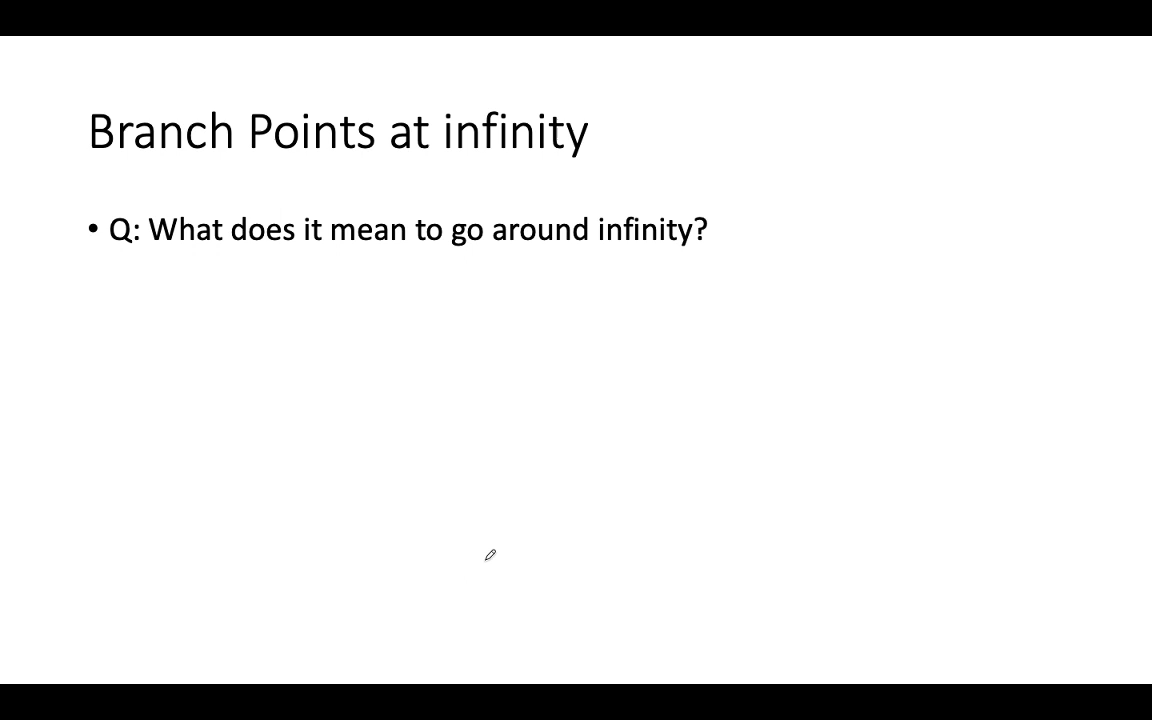 Branch Points at infinity
• Q: What does it mean to go around infinity?